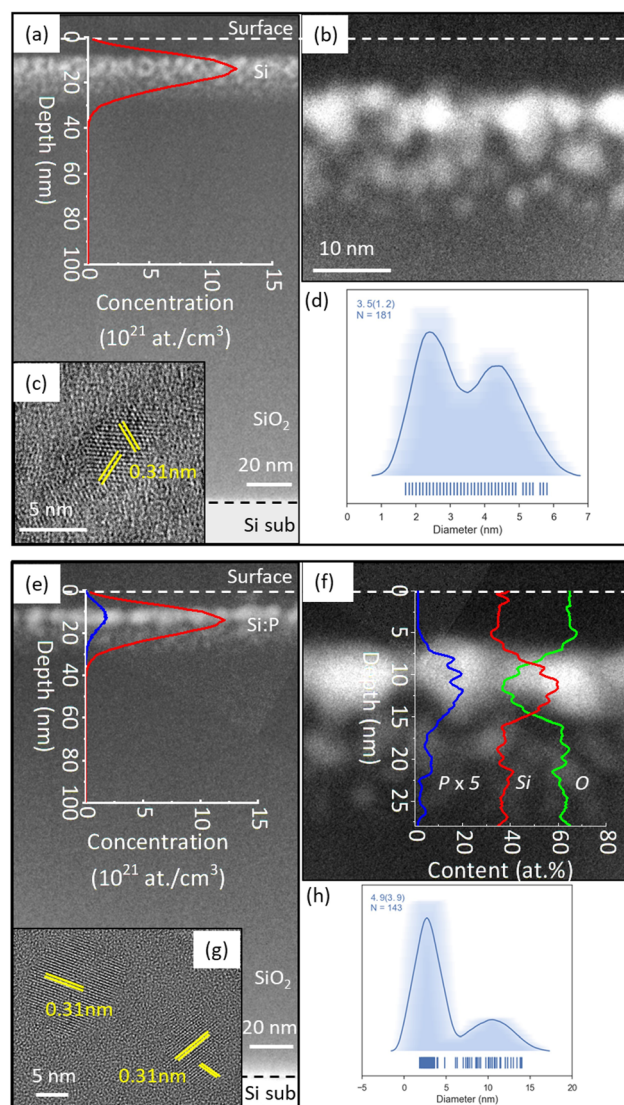 (a)
Surface
Si
0
20
40
60
80
100
Depth (nm)
0
5
10
15
Concentration
(10²¹ at./cm³)
(c)
0.31nm
5 nm
SiO₂
20 nm
Si sub
(b)
10 nm
(d)
3.5(1.2)
N = 181
0
1
2
3
4
5
6
7
Diameter (nm)
(e)
Surface
Si:P
0
20
40
60
80
100
Depth (nm)
0
5
10
15
Concentration
(10²¹ at./cm³)
(g)
0.31nm
0.31nm
5 nm
SiO₂
20 nm
Si sub
(f)
0
5
10
15
20
25
Depth (nm)
P x 5
Si
O
0
20
40
60
80
Content (at.%)
(h)
4.9(3.9)
N = 143
−5
0
5
10
15
20
Diameter (nm)